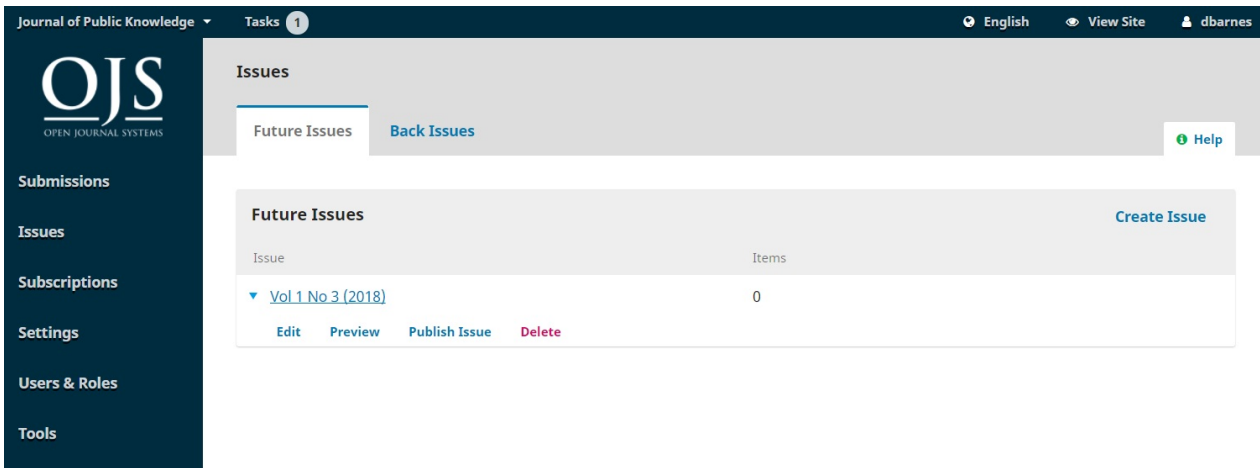 Journal of Public Knowledge Tasks 1 English View Site dbarnes
OJS
OPEN JOURNAL SYSTEMS
Submissions
Issues
Subscriptions
Settings
Users & Roles
Tools
Issues
Future Issues Back Issues
Help
Future Issues Create Issue
Issue Items
Vol 1 No 3 (2018) 0
Edit Preview Publish Issue Delete